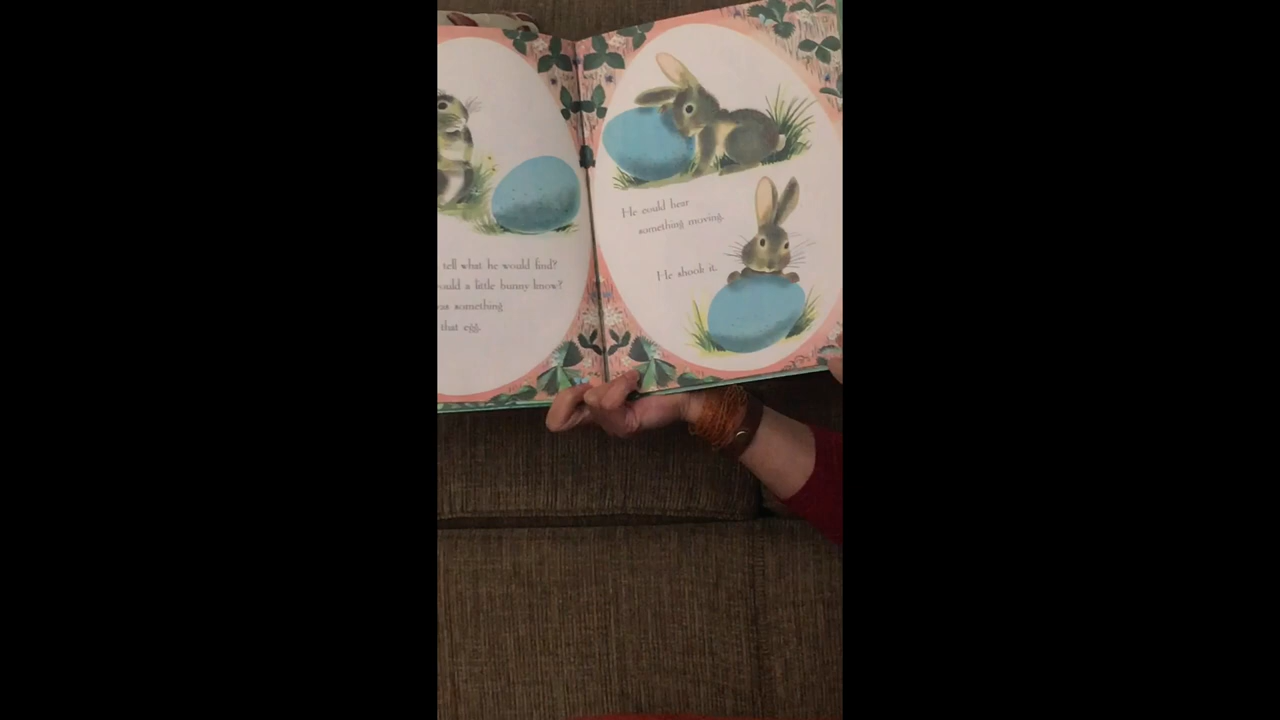 tell what he would find?
would a little bunny know?
something
that egg.
He could hear
something moving.
He shook it.